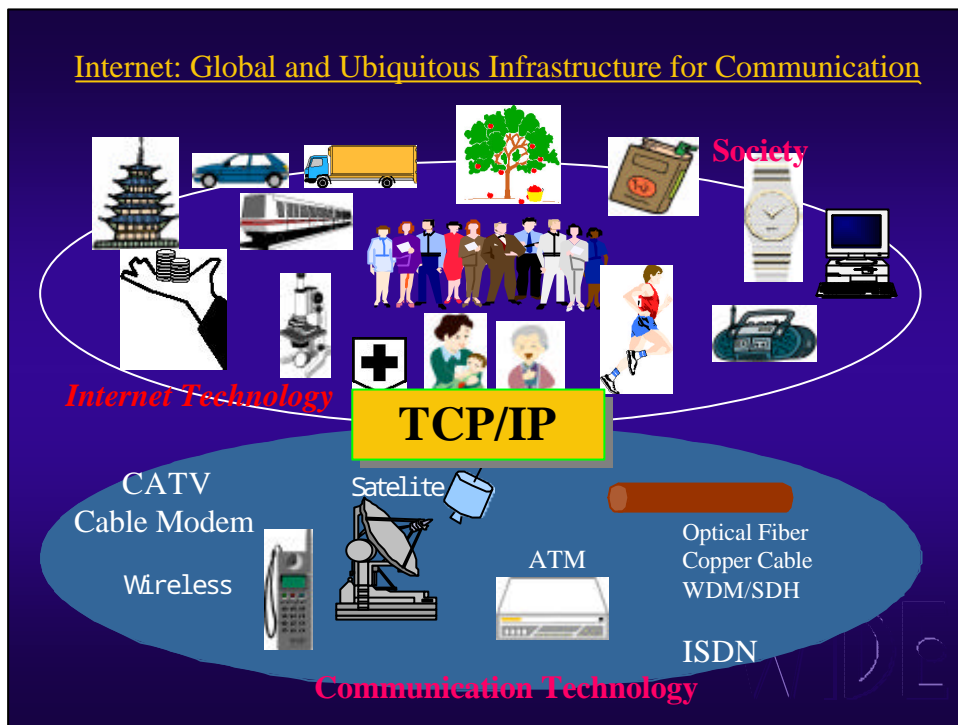 Internet: Global and Ubiquitous Infrastructure for Communication
Society
Internet Technology
TCP/IP
CATV
Cable Modem
Satelite
Wireless
ATM
Optical Fiber
Copper Cable
WDM/SDH
ISDN
Communication Technology
WIDE